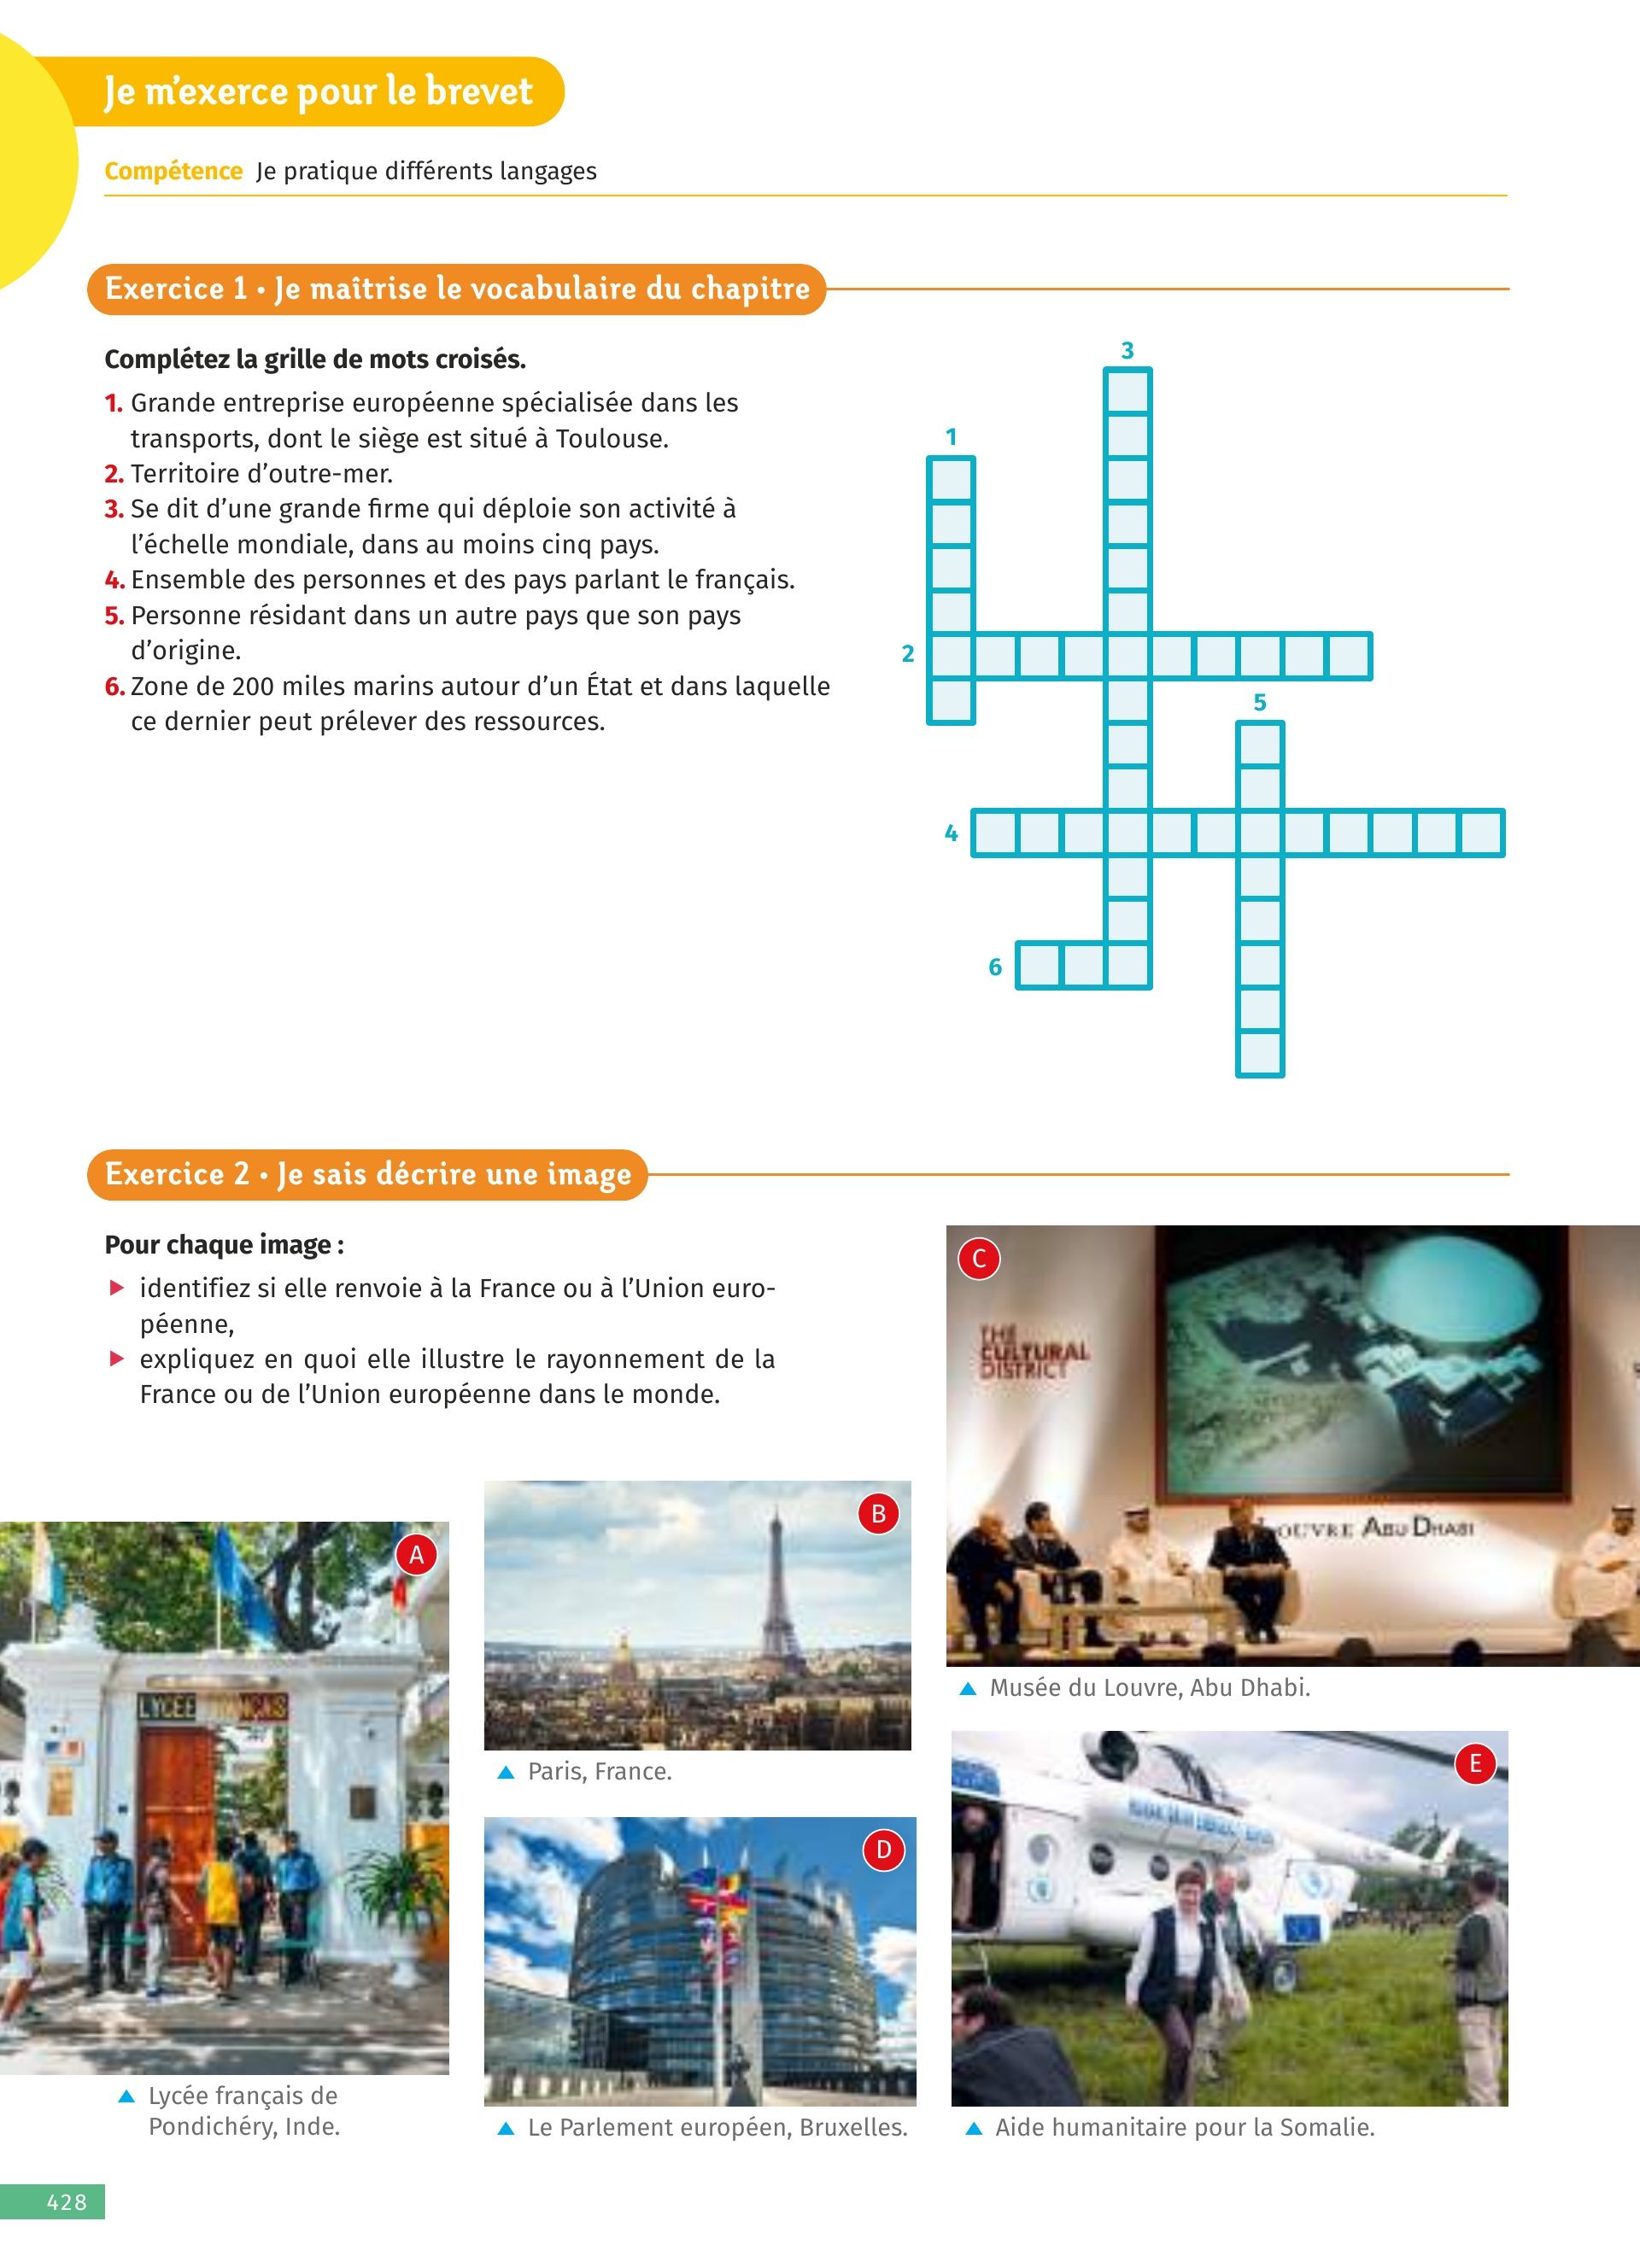 Je m'exerce pour le brevet
Compétence Je pratique différents langages
Exercice 1 • Je maîtrise le vocabulaire du chapitre
Complétez la grille de mots croisés.
1. Grande entreprise européenne spécialisée dans les
transports, dont le siège est situé à Toulouse.
2. Territoire d'outre-mer.
3. Se dit d'une grande firme qui déploie son activité à
l'échelle mondiale, dans au moins cinq pays.
4. Ensemble des personnes et des pays parlant le français.
5. Personne résidant dans un autre pays que son pays
d'origine.
6. Zone de 200 miles marins autour d'un État et dans laquelle
ce dernier peut prélever des ressources.
3
1
2
5
4
6
Exercice 2 • Je sais décrire une image
Pour chaque image :
▶ identifiez si elle renvoie à la France ou à l'Union euro-
péenne,
▶ expliquez en quoi elle illustre le rayonnement de la
France ou de l'Union européenne dans le monde.
C
THE
CULTURAL
DISTRICT
LOUVRE ABU DHABI
▲ Musée du Louvre, Abu Dhabi.
A
LYCÉE
▲ Lycée français de
Pondichéry, Inde.
B
▲ Paris, France.
D
▲ Le Parlement européen, Bruxelles.
E
▲ Aide humanitaire pour la Somalie.
428